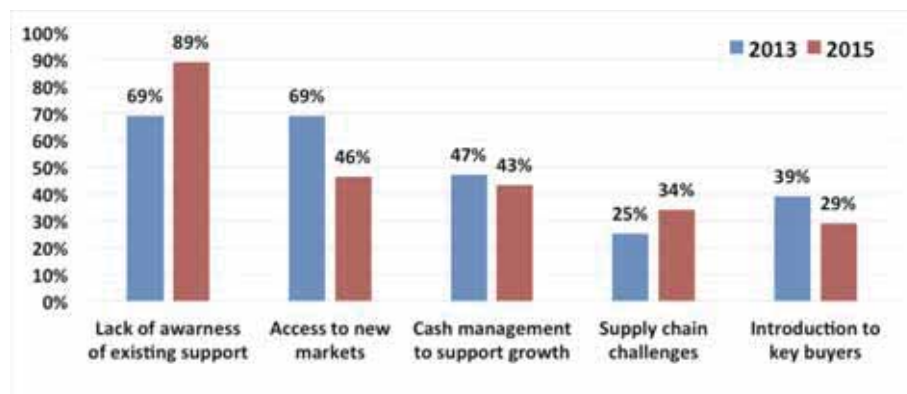 100%
90%
80%
70%
60%
50%
40%
30%
20%
10%
0%
2013 2015
69% 89%
69% 46%
47% 43%
25% 34%
39% 29%
Lack of awarness
of existing support
Access to new
markets
Cash management
to support growth
Supply chain
challenges
Introduction to
key buyers